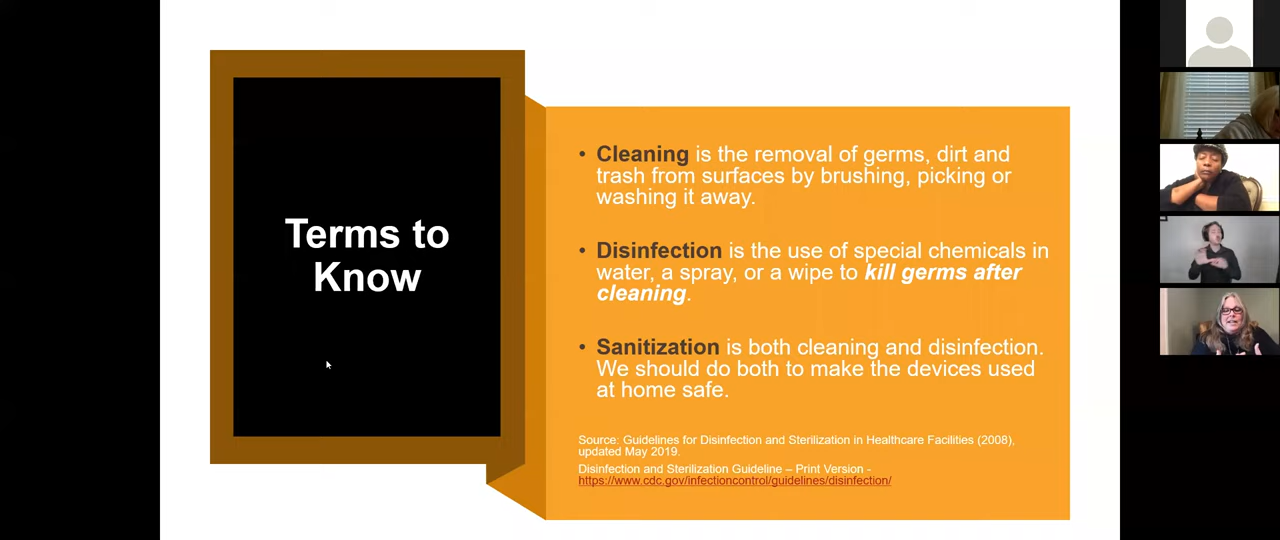 Terms to
Know
• Cleaning is the removal of germs, dirt and
trash from surfaces by brushing, picking or
washing it away.
• Disinfection is the use of special chemicals in
water, a spray, or a wipe to kill germs after
cleaning.
• Sanitization is both cleaning and disinfection.
We should do both to make the devices used
at home safe.
Source: Guidelines for Disinfection and Sterilization in Healthcare Facilities (2008),
updated May 2019.
Disinfection and Sterilization Guideline – Print Version -
https://www.cdc.gov/infectioncontrol/guidelines/disinfection/